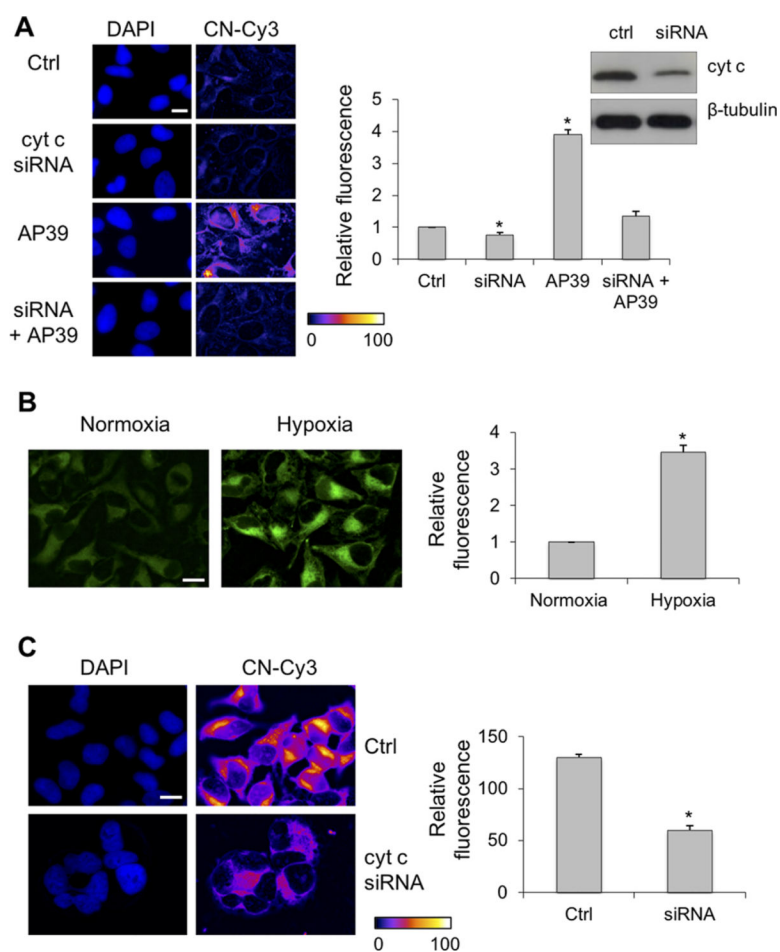 A
DAPI CN-Cy3
Ctrl
cyt c
siRNA
AP39
siRNA
+ AP39
0 100
Relative fluorescence
5
4
3
2
1
0
*
*
Ctrl siRNA AP39 siRNA +
AP39
ctrl siRNA
cyt c
β-tubulin
B
Normoxia Hypoxia
Relative
fluorescence
4
3
2
1
0
*
Normoxia Hypoxia
C
DAPI CN-Cy3
Ctrl
cyt c
siRNA
0 100
Relative
fluorescence
150
100
50
0
*
Ctrl siRNA